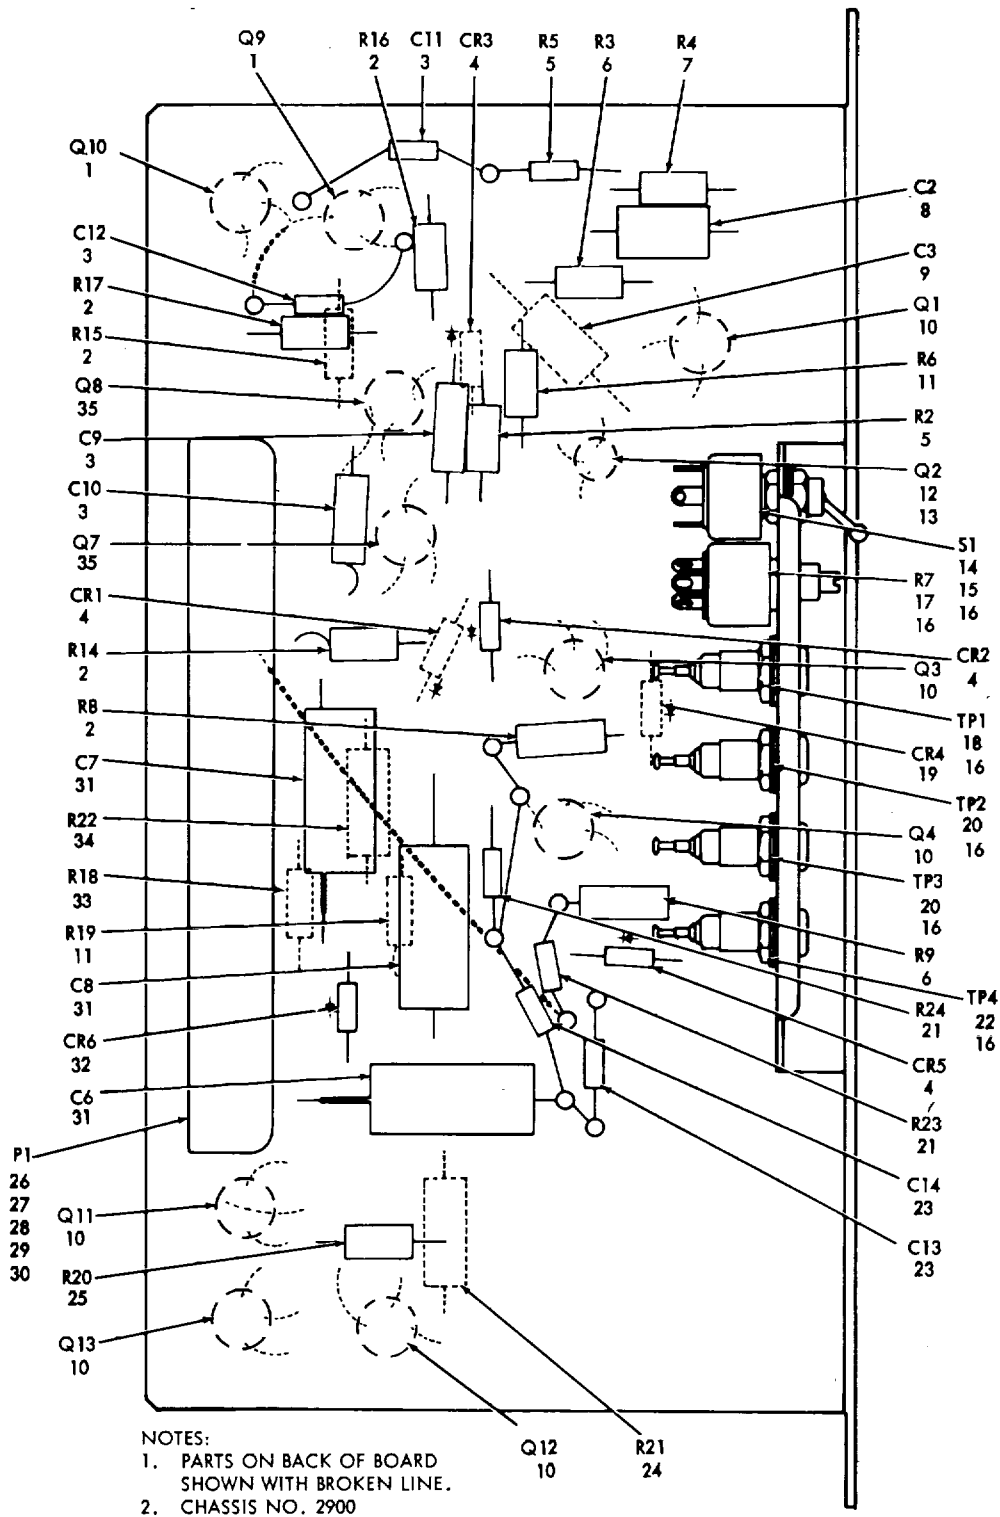 Q9
1
R16
2
C11
3
CR3
4
R5
5
R3
6
R4
7
Q10
1
C12
3
R17
2
R15
2
Q8
35
C9
3
C10
3
Q7
35
CR1
4
R14
2
R8
2
C7
31
R22
34
R18
33
R19
11
C8
31
CR6
32
C6
31
P1
26
27
28
29
30
Q11
10
R20
25
Q13
10
C2
8
C3
9
Q1
10
R6
11
R2
5
Q2
12
13
S1
14
15
16
R7
17
16
CR2
4
Q3
10
TP1
18
16
CR4
19
TP2
20
16
Q4
10
TP3
20
16
R9
6
TP4
22
16
R24
21
CR5
4
R23
21
C14
23
C13
23
Q12
10
R21
24
NOTES:
1. PARTS ON BACK OF BOARD
SHOWN WITH BROKEN LINE.
2. CHASSIS NO. 2900